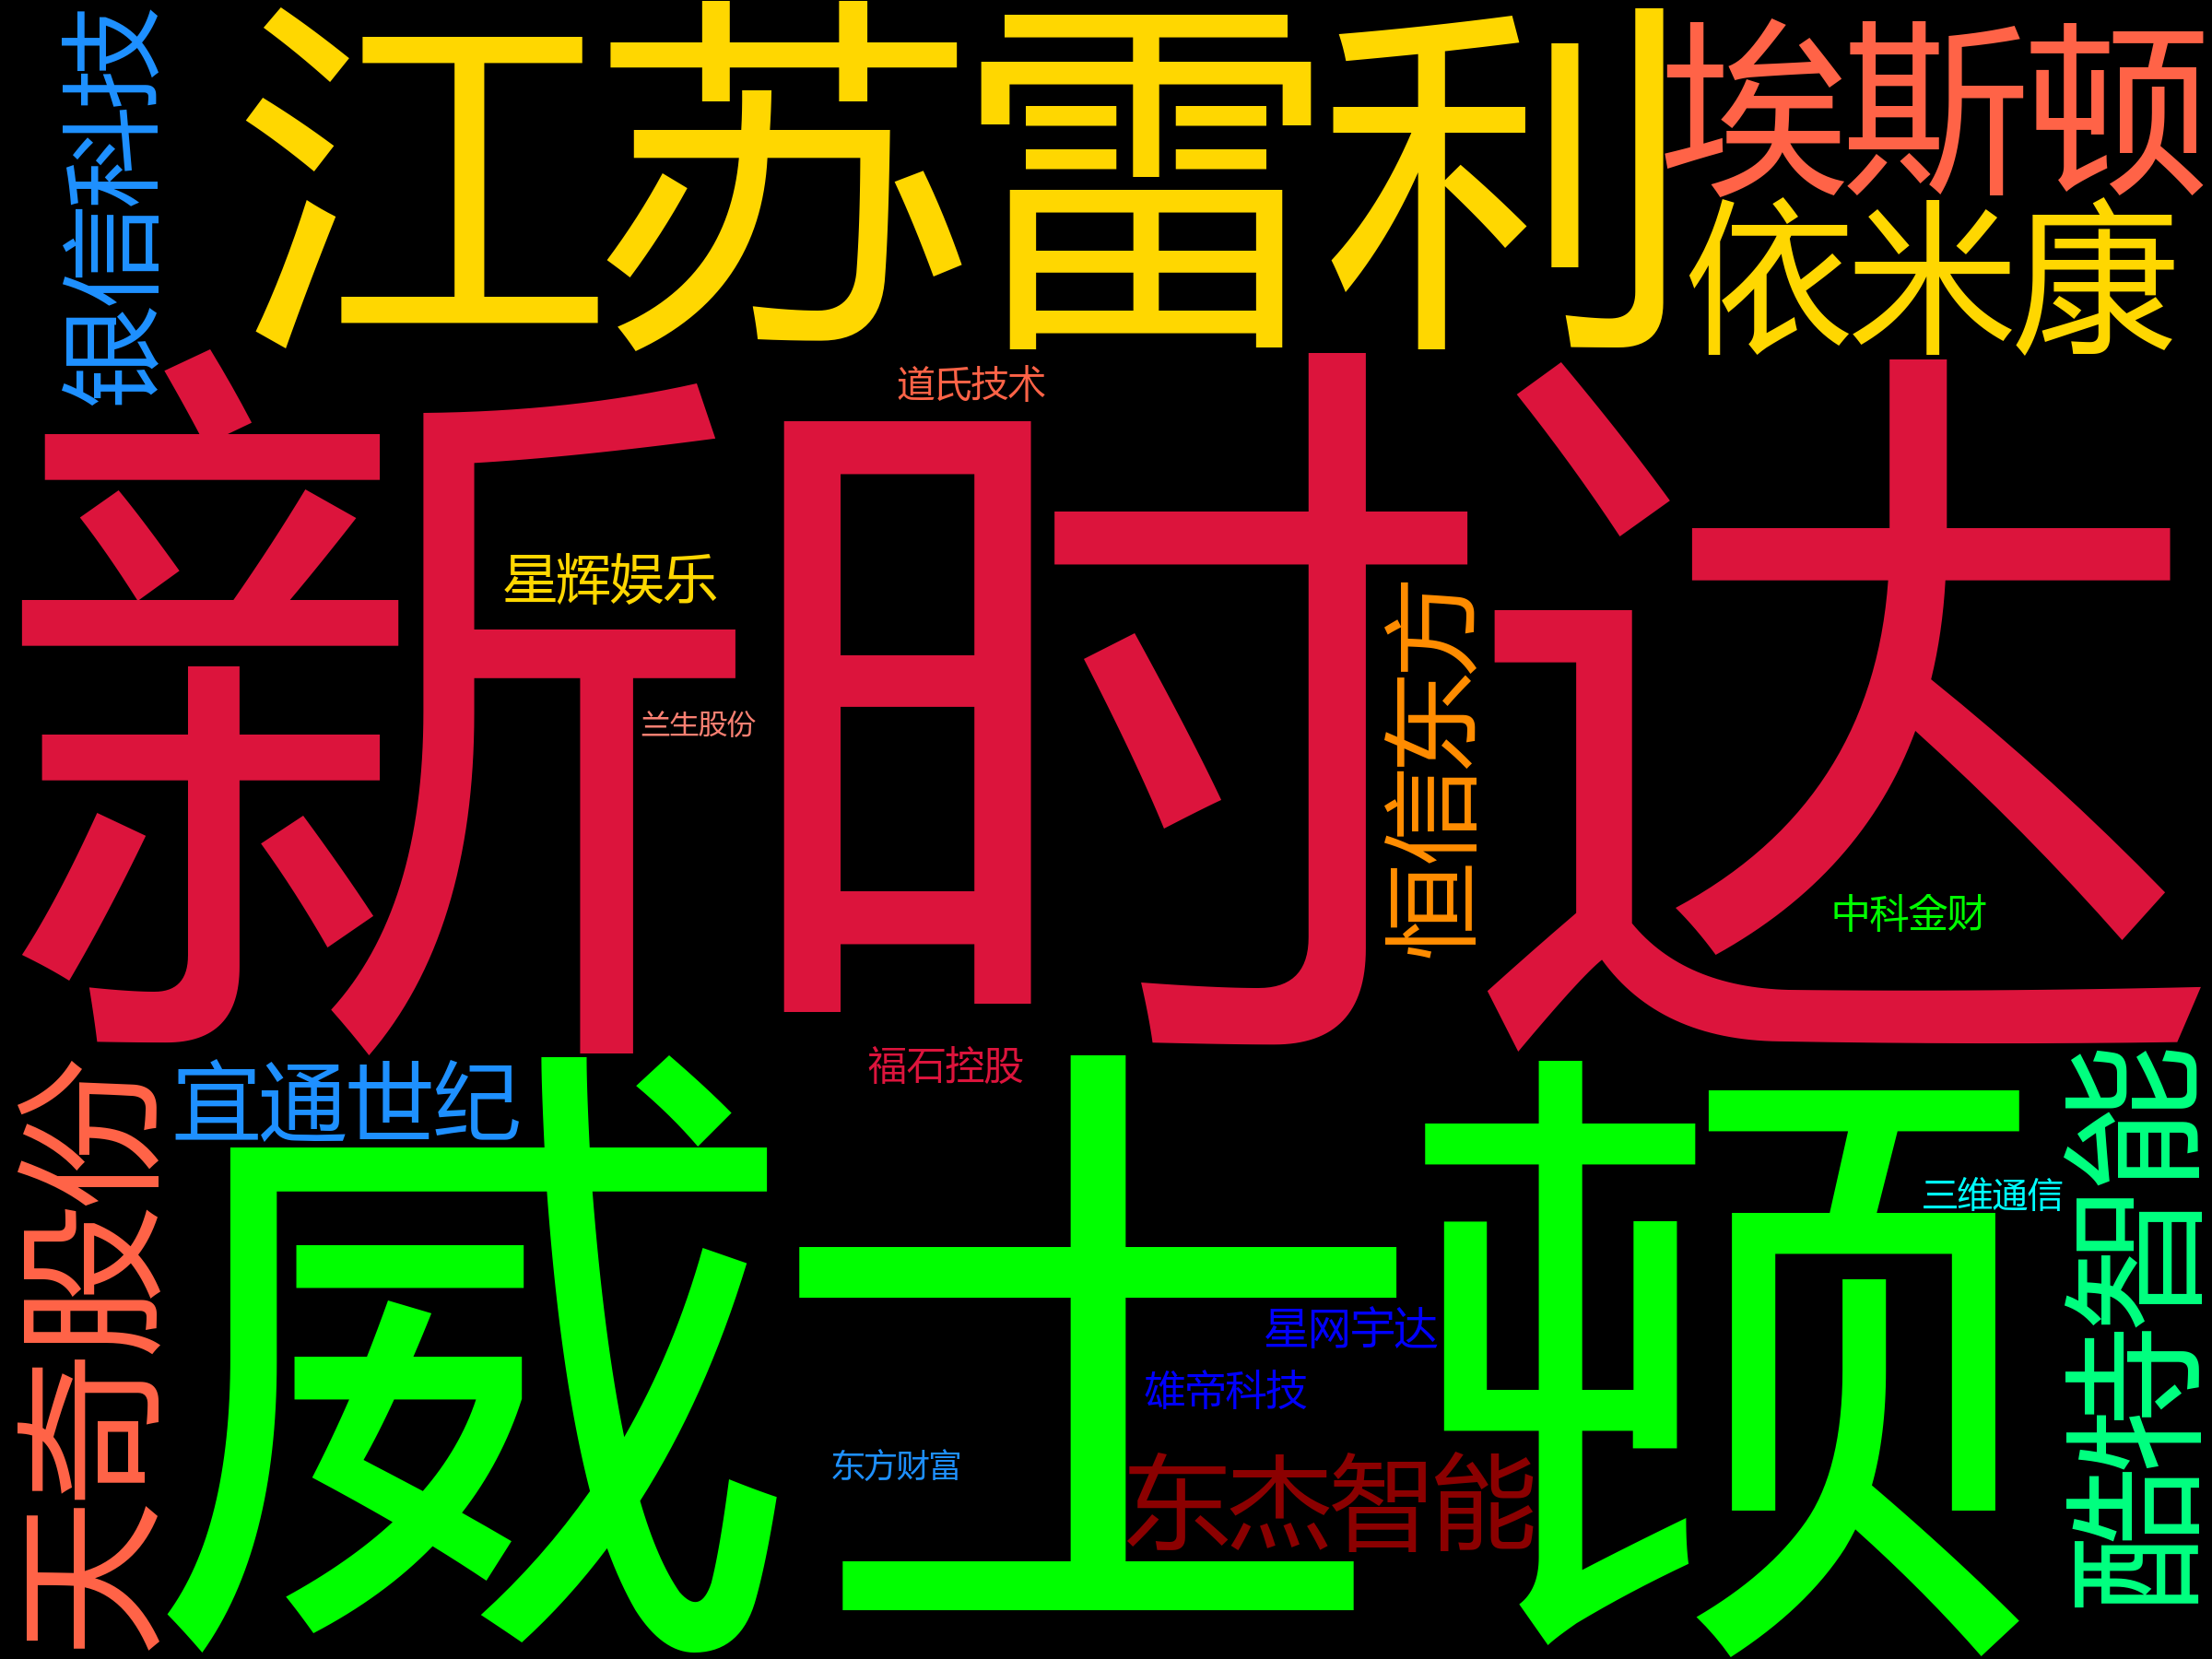 银信科技
江苏雷利
埃斯顿
依米康
道氏技术
新时达
星辉娱乐
兰生股份
恒信东方
中科金财
福石控股
宜通世纪
天奇股份
威士顿
三维通信
酷特智能
星网宇达
雄帝科技
东方财富
东杰智能